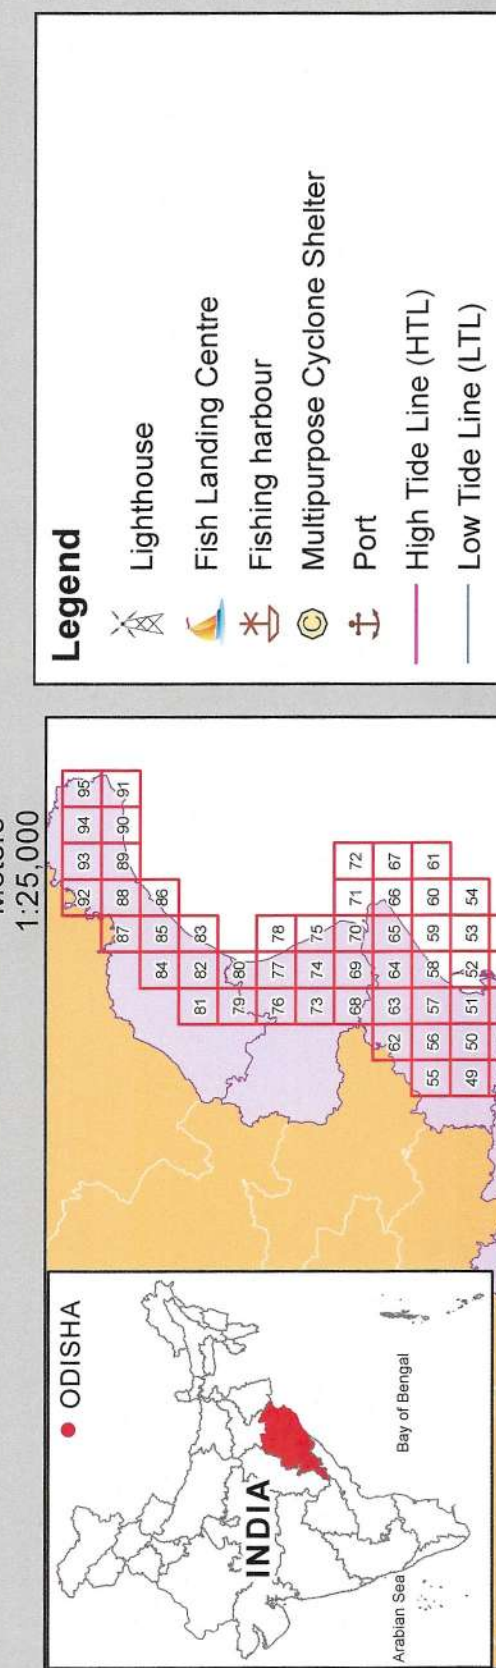 1:25,000
ODISHA
INDIA
Arabian Sea
Bay of Bengal
92 93 94 95
87 88 89 90 91
84 85 86
81 82 83
79 80
76 77 78
73 74 75
68 69 70 71 72
62 63 64 65 66 67
55 56 57 58 59 60 61
49 50 51 52 53 54
Legend
Lighthouse
Fish Landing Centre
Fishing harbour
C Multipurpose Cyclone Shelter
Port
High Tide Line (HTL)
Low Tide Line (LTL)